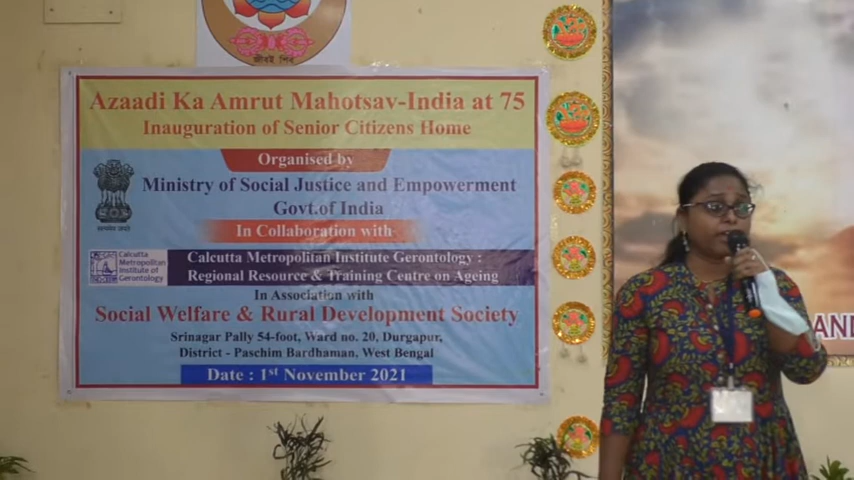 জীবই শিব
Azaadi Ka Amrut Mahotsav-India at 75
Inauguration of Senior Citizens Home
Organised by
Ministry of Social Justice and Empowerment
Govt.of India
In Collaboration with
Calcutta
Metropolitan
Institute of
Gerontology
Calcutta Metropolitan Institute Gerontology :
Regional Resource & Training Centre on Ageing
In Association with
Social Welfare & Rural Development Society
Srinagar Pally 54-foot, Ward no. 20, Durgapur,
District - Paschim Bardhaman, West Bengal
Date : 1st November 2021